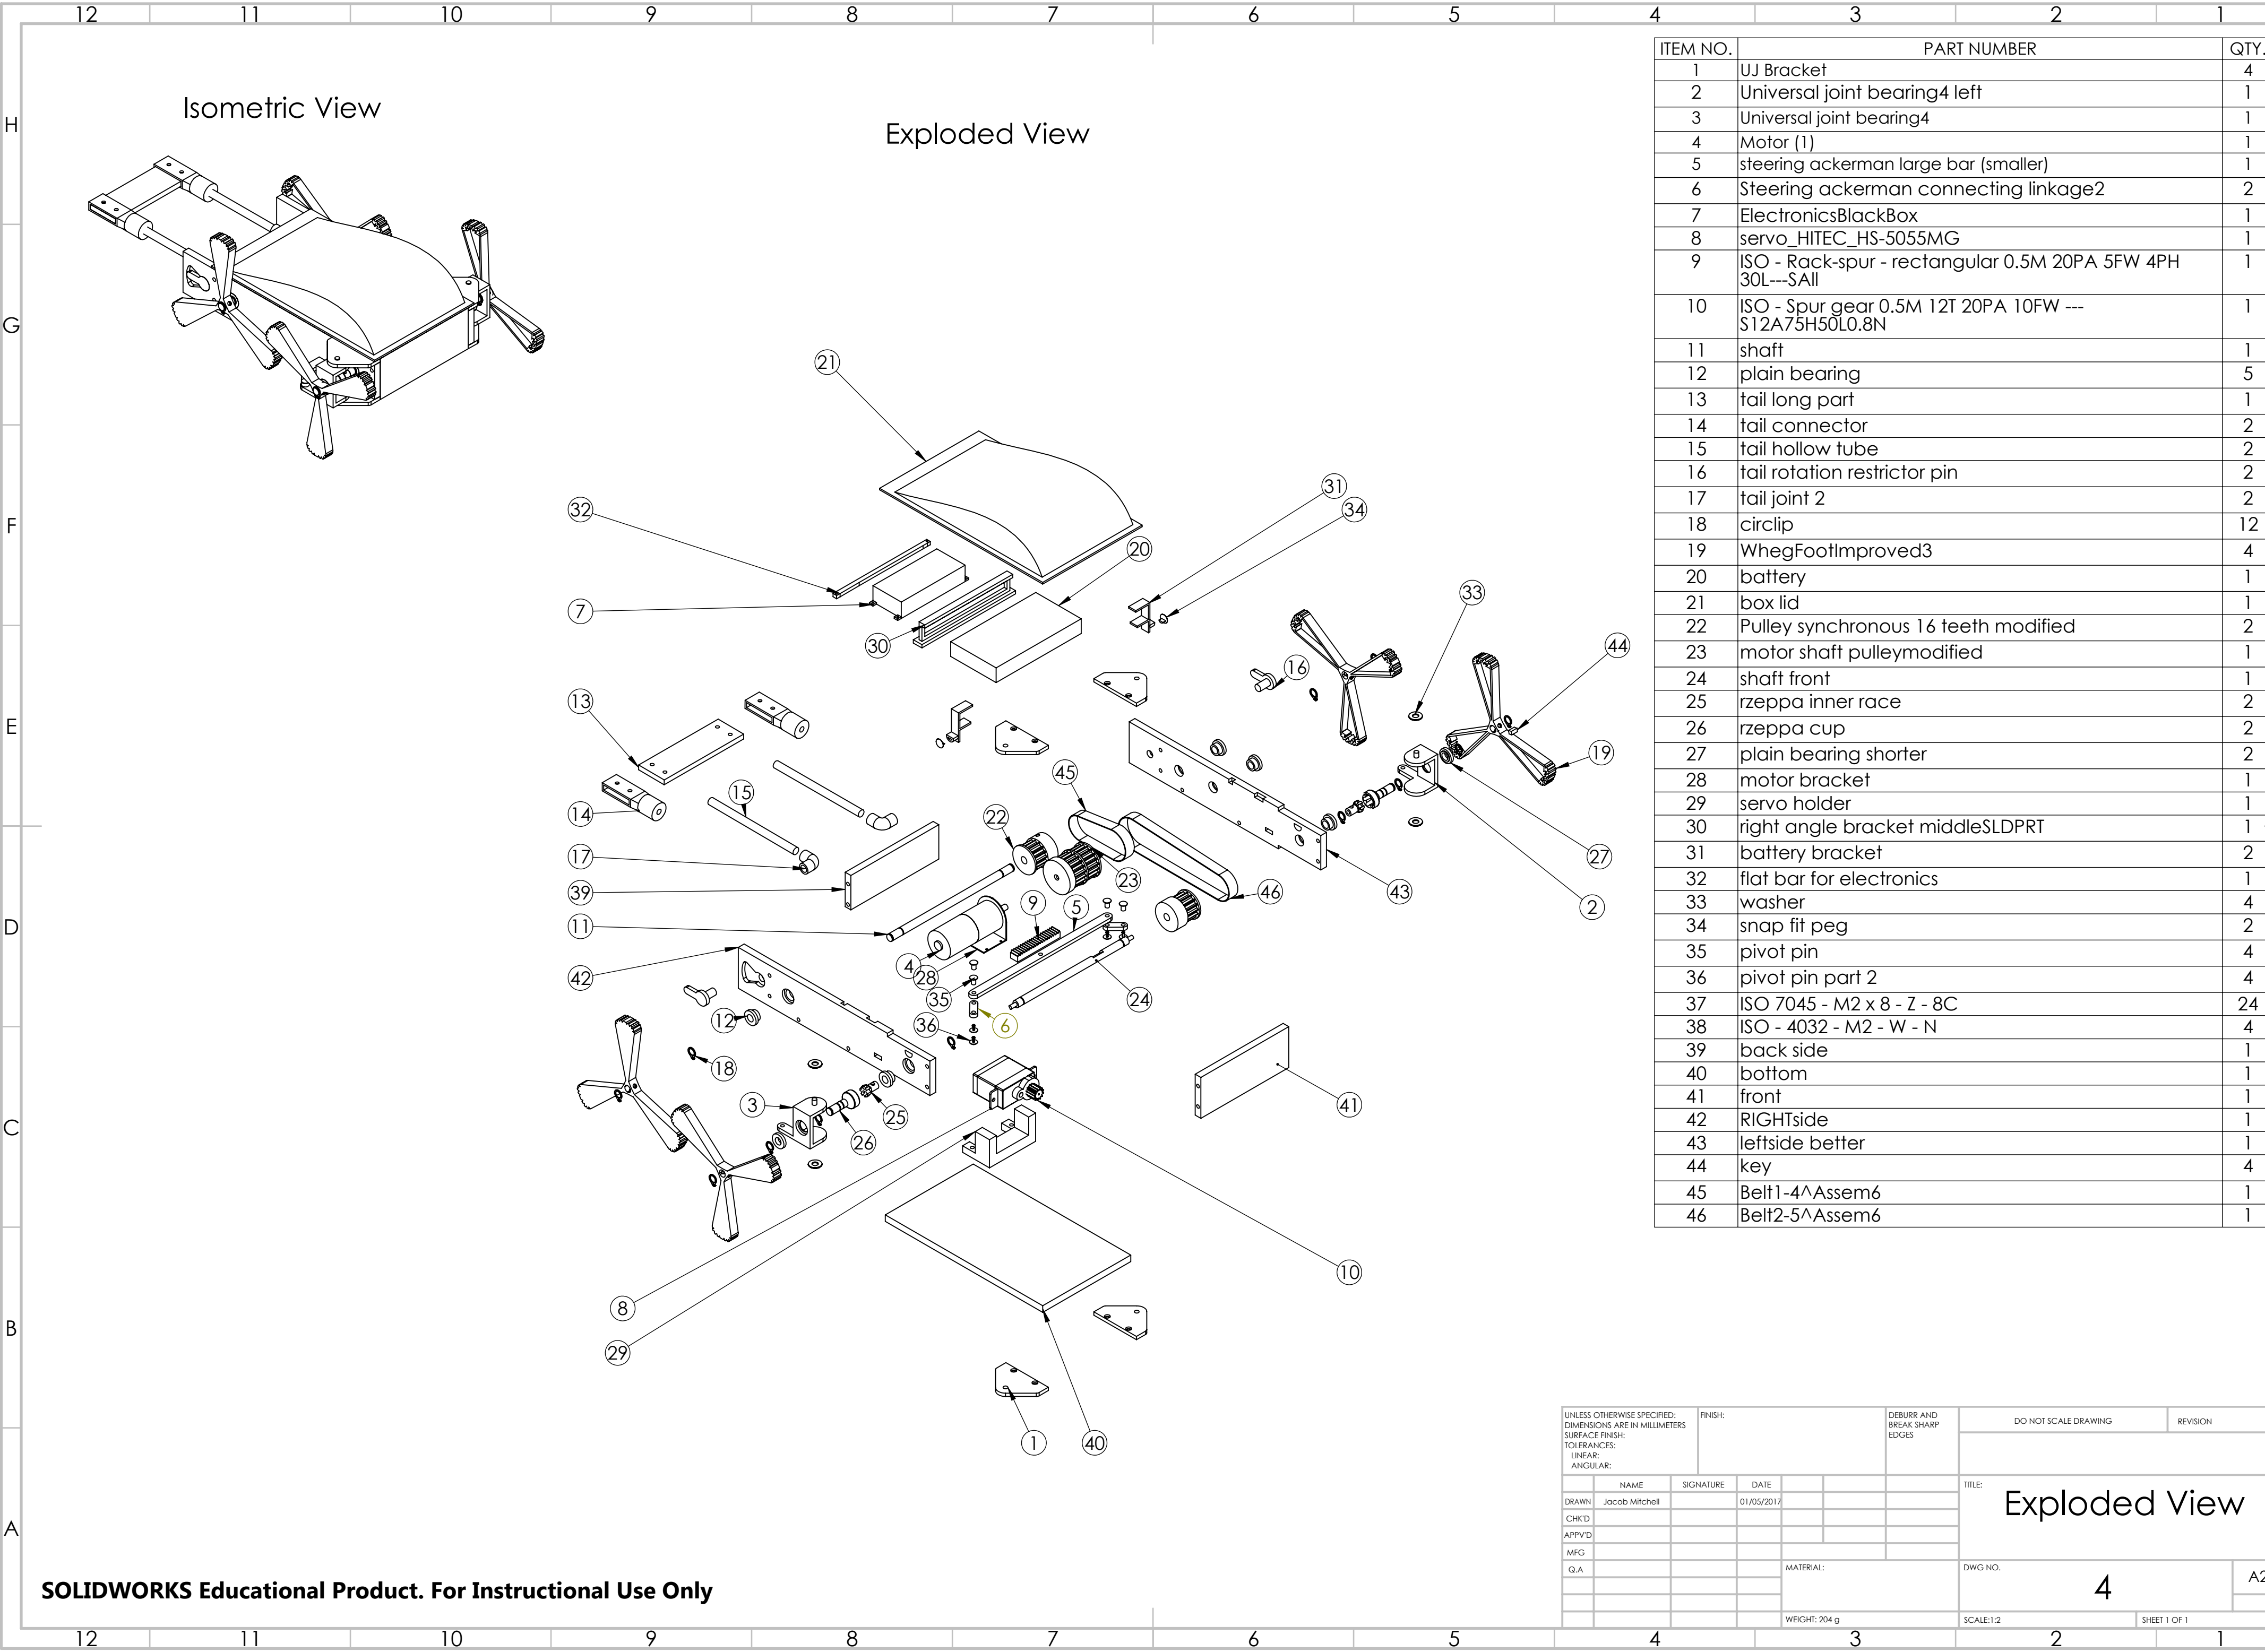 12 11 10 9 8 7 6 5 4 3 2 1
Isometric View
Exploded View
H
G
F
E
D
C
B
A
ITEM NO. PART NUMBER QTY.
1 UJ Bracket 4
2 Universal joint bearing4 left 1
3 Universal joint bearing4 1
4 Motor (1) 1
5 steering ackerman large bar (smaller) 1
6 Steering ackerman connecting linkage2 2
7 ElectronicsBlackBox 1
8 servo_HITEC_HS-5055MG 1
9 ISO - Rack-spur - rectangular 0.5M 20PA 5FW 4PH 1
30L---SAll
10 ISO - Spur gear 0.5M 12T 20PA 10FW --- 1
S12A75H50L0.8N
11 shaft 1
12 plain bearing 5
13 tail long part 1
14 tail connector 2
15 tail hollow tube 2
16 tail rotation restrictor pin 2
17 tail joint 2 2
18 circlip 12
19 WhegFootImproved3 4
20 battery 1
21 box lid 1
22 Pulley synchronous 16 teeth modified 2
23 motor shaft pulleymodified 1
24 shaft front 1
25 rzeppa inner race 2
26 rzeppa cup 2
27 plain bearing shorter 2
28 motor bracket 1
29 servo holder 1
30 right angle bracket middleSLDPRT 1
31 battery bracket 2
32 flat bar for electronics 1
33 washer 4
34 snap fit peg 2
35 pivot pin 4
36 pivot pin part 2 4
37 ISO 7045 - M2 x 8 - Z - 8C 24
38 ISO - 4032 - M2 - W - N 4
39 back side 1
40 bottom 1
41 front 1
42 RIGHTside 1
43 leftside better 1
44 key 4
45 Belt1-4^Assem6 1
46 Belt2-5^Assem6 1
21
31
32
34
20
33
7
30
44
16
13
45
19
15
14
22
27
17
23
39
43
46
9
5
2
11
4
28
42
35
24
12
36
6
18
3
25
41
26
10
8
29
1
40
UNLESS OTHERWISE SPECIFIED:
DIMENSIONS ARE IN MILLIMETERS
SURFACE FINISH:
TOLERANCES:
LINEAR:
ANGULAR:
FINISH:
DEBURR AND
BREAK SHARP
EDGES
DO NOT SCALE DRAWING
REVISION
NAME SIGNATURE DATE
DRAWN Jacob Mitchell 01/05/2017
CHK'D
APPV'D
MFG
Q.A
TITLE:
Exploded View
MATERIAL:
DWG NO.
4
A2
WEIGHT: 204 g
SCALE:1:2
SHEET 1 OF 1
SOLIDWORKS Educational Product. For Instructional Use Only
12 11 10 9 8 7 6 5 4 3 2 1